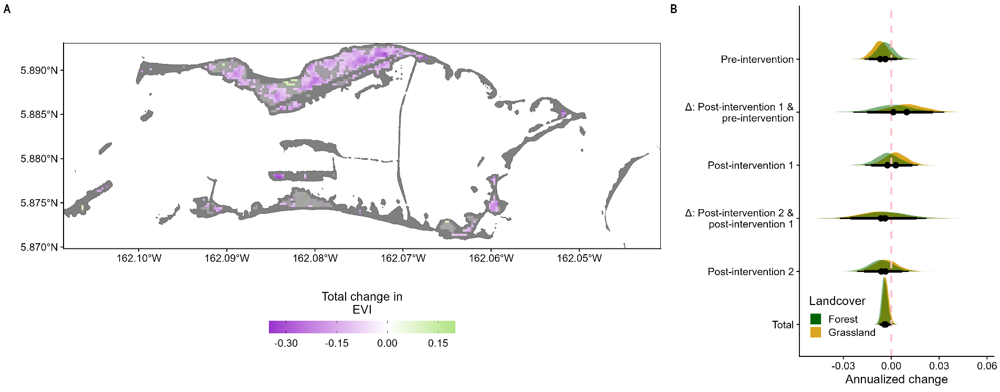 A
5.890°N
5.885°N
5.880°N
5.875°N
5.870°N
162.10°W
162.09°W
162.08°W
162.07°W
162.06°W
162.05°W
Total change in
EVI
-0.30
-0.15
0.00
0.15
B
Pre-intervention
Δ: Post-intervention 1 &
pre-intervention
Post-intervention 1
Δ: Post-intervention 2 &
post-intervention 1
Post-intervention 2
Total
Landcover
Forest
Grassland
-0.03
0.00
0.03
0.06
Annualized change